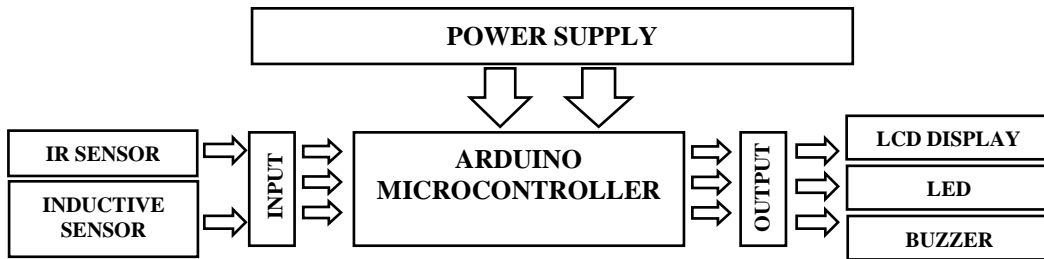 POWER SUPPLY
IR SENSOR
INDUCTIVE
SENSOR
INPUT
ARDUINO
MICROCONTROLLER
OUTPUT
LCD DISPLAY
LED
BUZZER